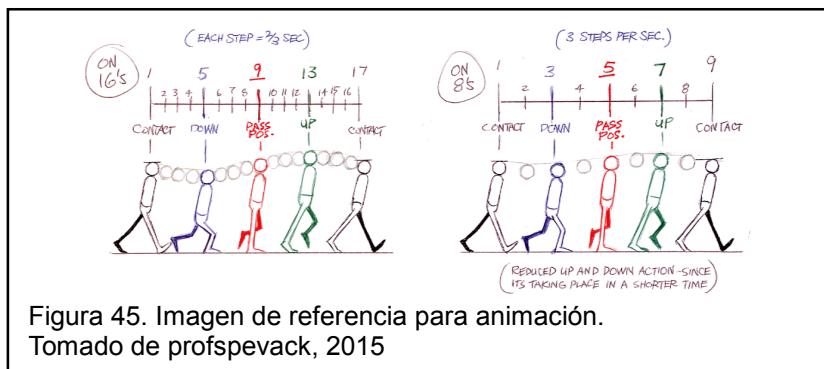 (EACH STEP = 2/3 SEC)
ON
16'S
1 5 9 13 17
2 3 4 6 7 8 10 11 12 14 15 16
CONTACT DOWN PASS POS. UP CONTACT
(3 STEPS PER SEC.)
ON
8'S
1 3 5 7 9
2 4 6 8
CONTACT DOWN PASS POS. UP CONTACT
(REDUCED UP AND DOWN ACTION-SINCE
ITS TAKING PLACE IN A SHORTER TIME)
Figura 45. Imagen de referencia para animación.
Tomado de profspevack, 2015